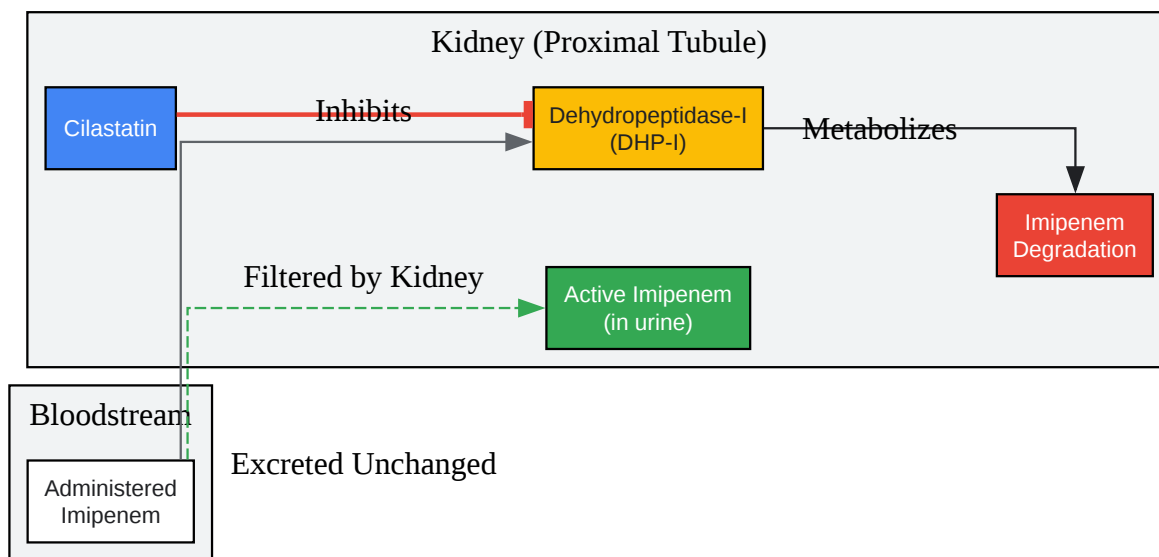 Kidney (Proximal Tubule)
Cilastatin
Inhibits
Dehydropeptidase-I
(DHP-I)
Metabolizes
Imipenem
Degradation
Filtered by Kidney
Active Imipenem
(in urine)
Bloodstream
Excreted Unchanged
Administered
Imipenem